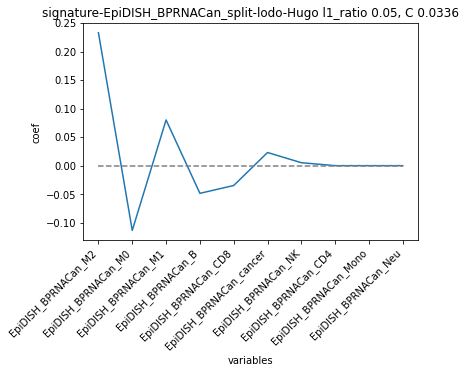 signature-EpiDISH_BPRNACan_split-lodo-Hugo l1_ratio 0.05, C 0.0336
0.25
0.20
0.15
0.10
0.05
0.00
−0.05
−0.10
coef
EpiDISH_BPRNACan_M2
EpiDISH_BPRNACan_M0
EpiDISH_BPRNACan_M1
EpiDISH_BPRNACan_B
EpiDISH_BPRNACan_CD8
EpiDISH_BPRNACan_cancer
EpiDISH_BPRNACan_NK
EpiDISH_BPRNACan_CD4
EpiDISH_BPRNACan_Mono
EpiDISH_BPRNACan_Neu
variables